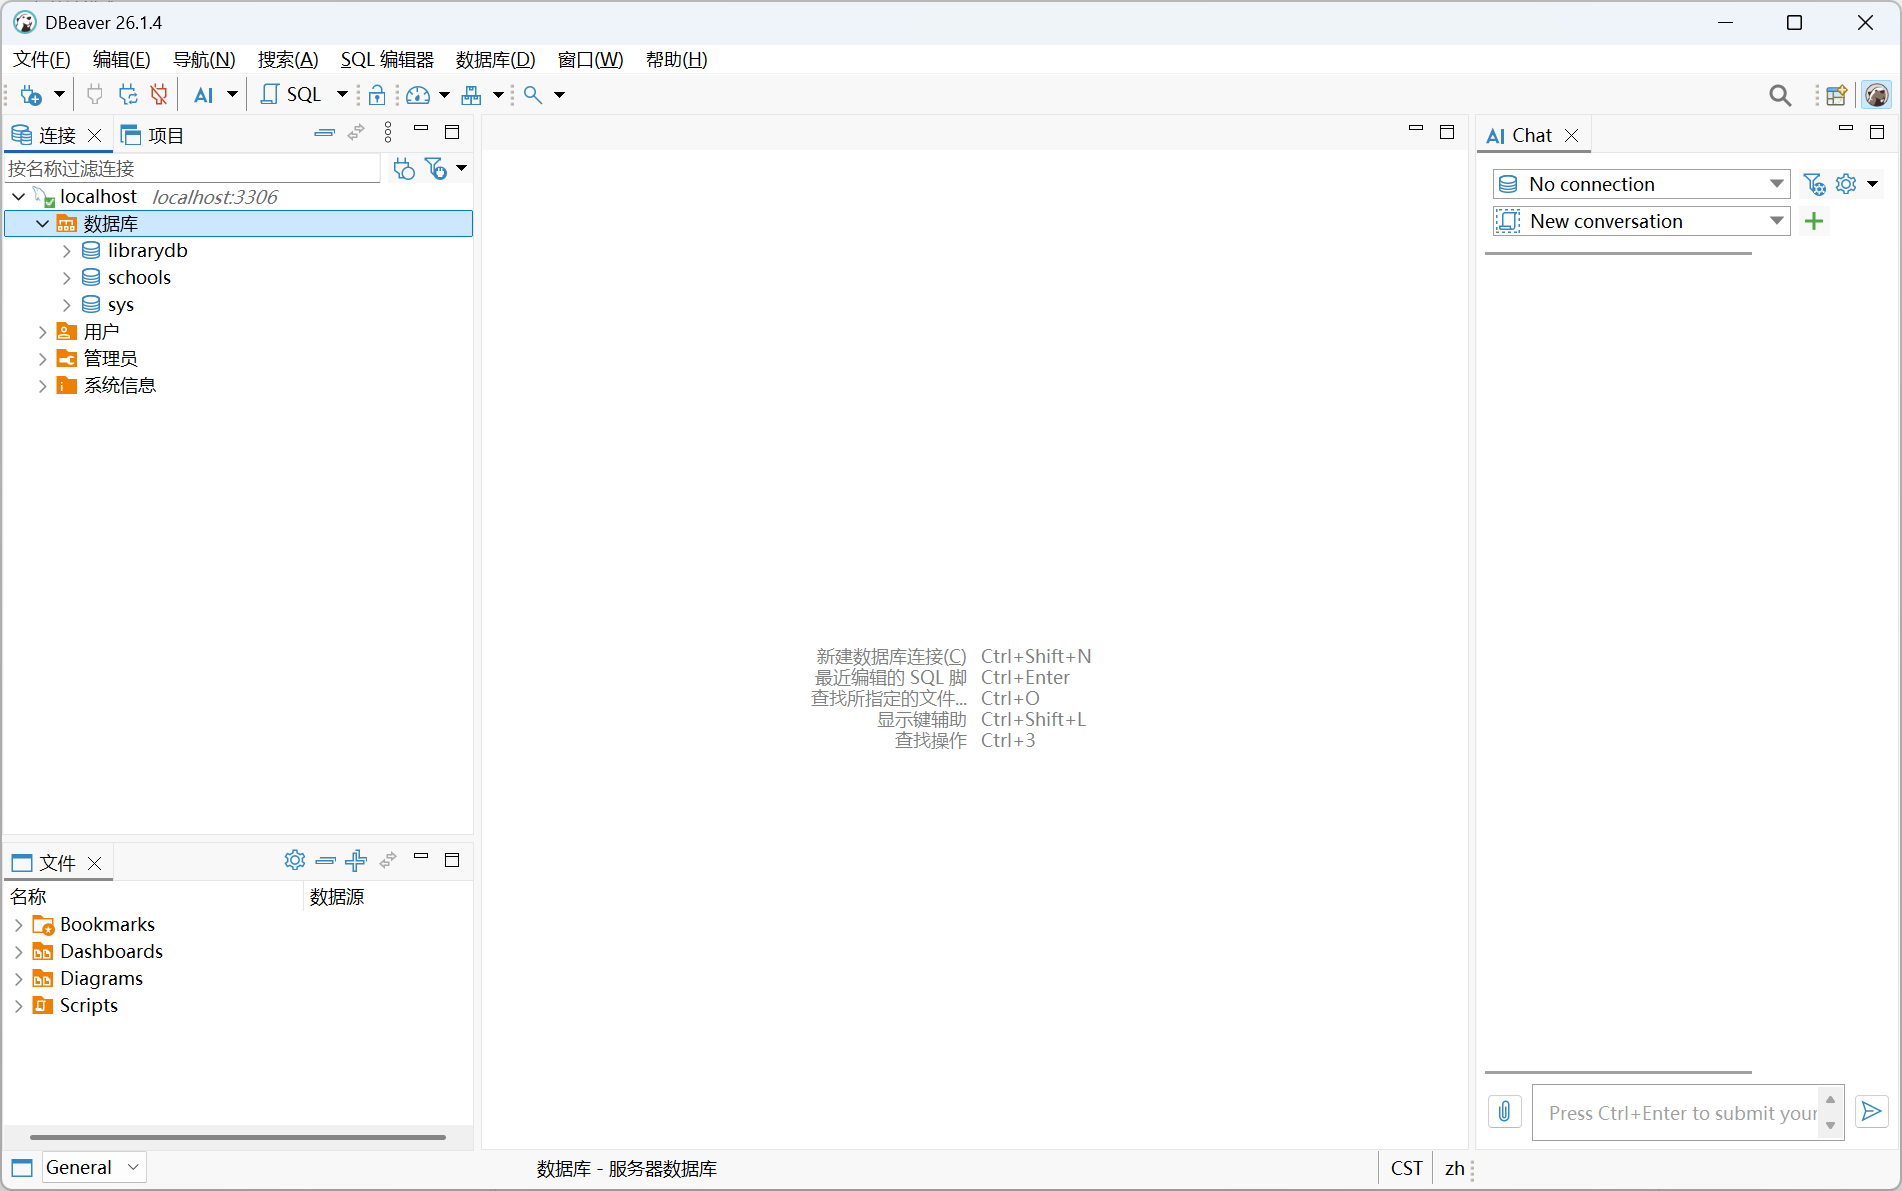 DBeaver 26.1.4
文件(F) 编辑(E) 导航(N) 搜索(A) SQL 编辑器 数据库(D) 窗口(W) 帮助(H)
AI SQL
连接 项目
按名称过滤连接
localhost localhost:3306
数据库
librarydb
schools
sys
用户
管理员
系统信息
新建数据库连接(C) Ctrl+Shift+N
最近编辑的 SQL 脚 Ctrl+Enter
查找所指定的文件... Ctrl+O
显示键辅助 Ctrl+Shift+L
查找操作 Ctrl+3
AI Chat
No connection
New conversation
Press Ctrl+Enter to submit your
文件
名称 数据源
Bookmarks
Dashboards
Diagrams
Scripts
General
数据库 - 服务器数据库
CST zh